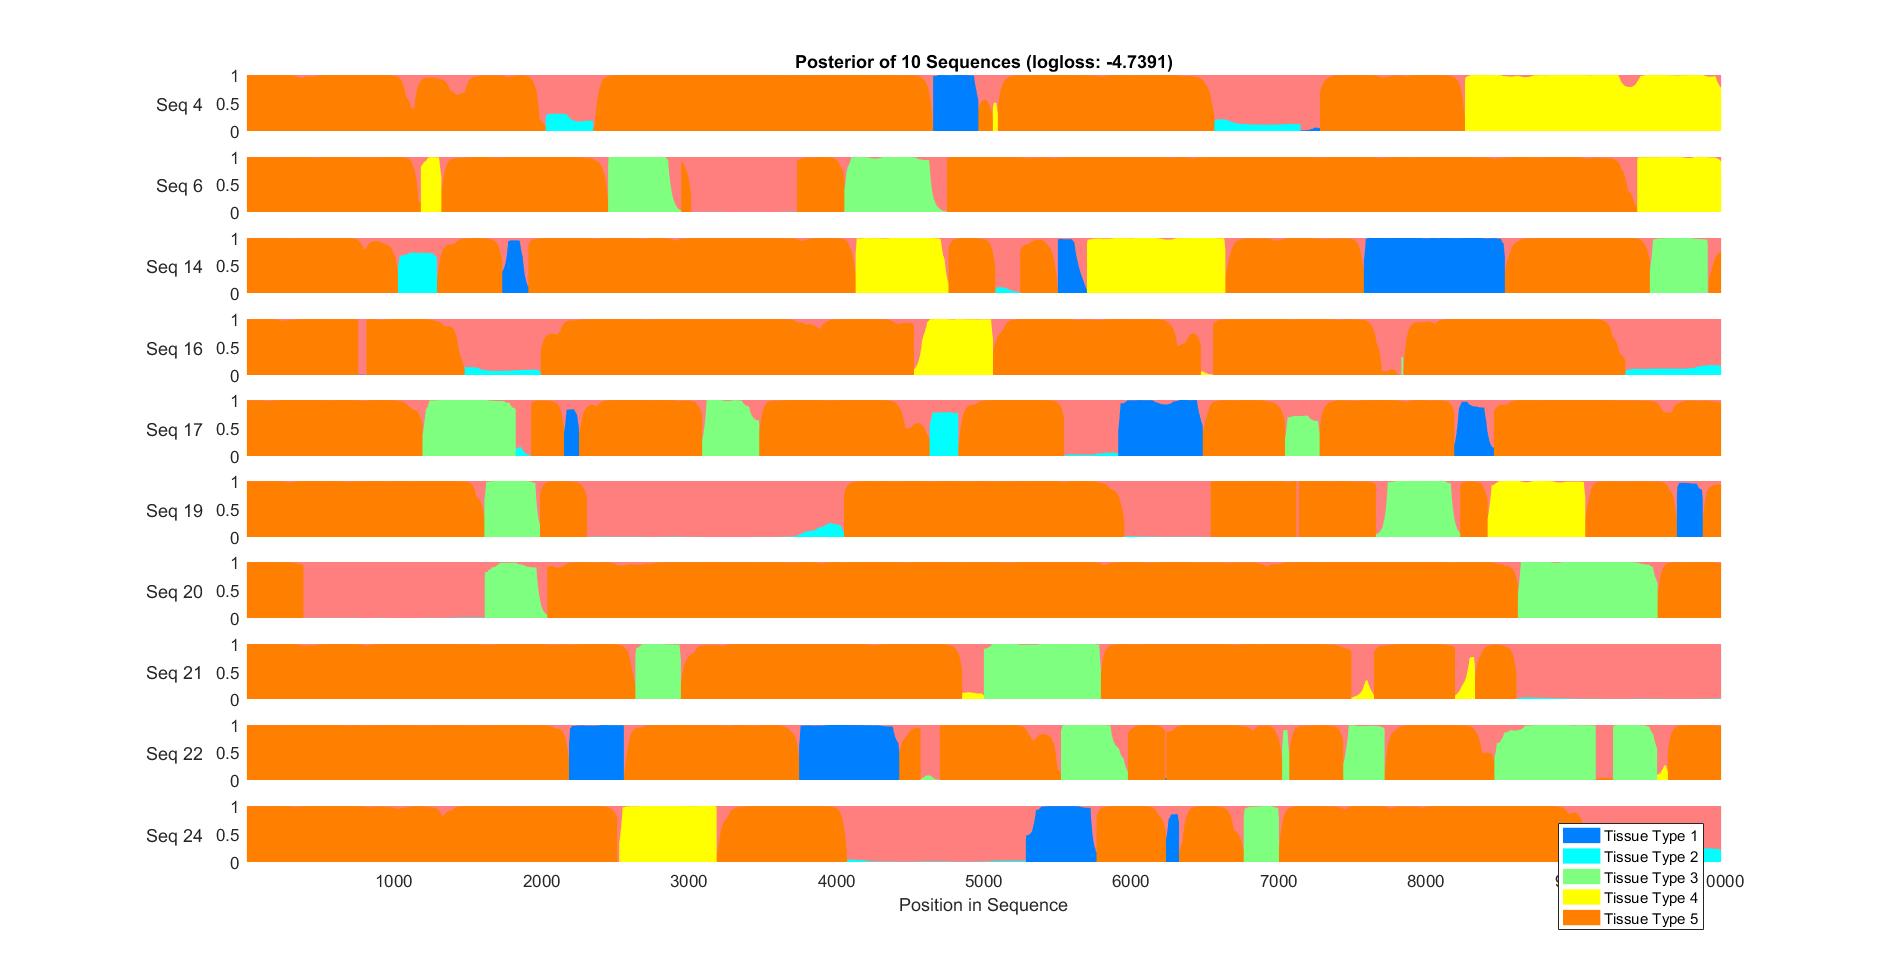 Posterior of 10 Sequences (logloss: -4.7391)
Seq 4 1 0.5 0
Seq 6 1 0.5 0
Seq 14 1 0.5 0
Seq 16 1 0.5 0
Seq 17 1 0.5 0
Seq 19 1 0.5 0
Seq 20 1 0.5 0
Seq 21 1 0.5 0
Seq 22 1 0.5 0
Seq 24 1 0.5 0
1000 2000 3000 4000 5000 6000 7000 8000 0000
Position in Sequence
Tissue Type 1
Tissue Type 2
Tissue Type 3
Tissue Type 4
Tissue Type 5